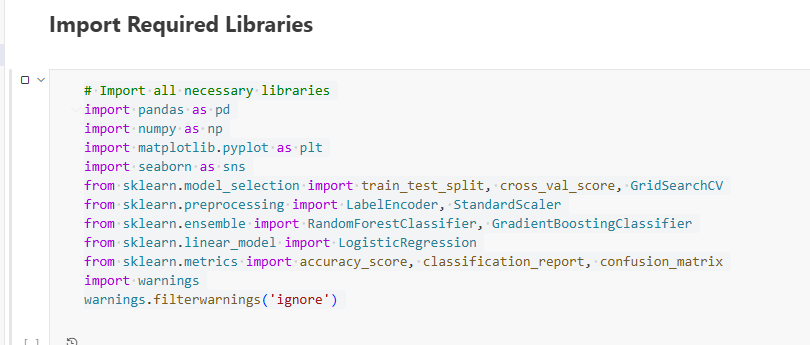 Import Required Libraries
# Import all necessary libraries
import pandas as pd
import numpy as np
import matplotlib.pyplot as plt
import seaborn as sns
from sklearn.model_selection import train_test_split, cross_val_score, GridSearchCV
from sklearn.preprocessing import LabelEncoder, StandardScaler
from sklearn.ensemble import RandomForestClassifier, GradientBoostingClassifier
from sklearn.linear_model import LogisticRegression
from sklearn.metrics import accuracy_score, classification_report, confusion_matrix
import warnings
warnings.filterwarnings('ignore')
[ ]